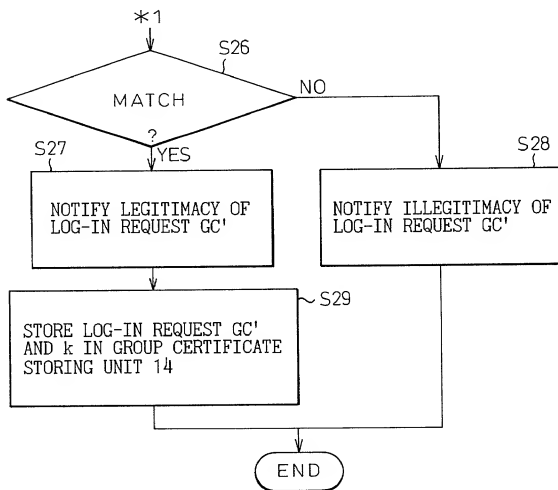 *1
S26
MATCH
?
NO
YES
S27
S28
NOTIFY LEGITIMACY OF
LOG-IN REQUEST GC'
NOTIFY ILLEGITIMACY OF
LOG-IN REQUEST GC'
S29
STORE LOG-IN REQUEST GC'
AND k IN GROUP CERTIFICATE
STORING UNIT 14
END